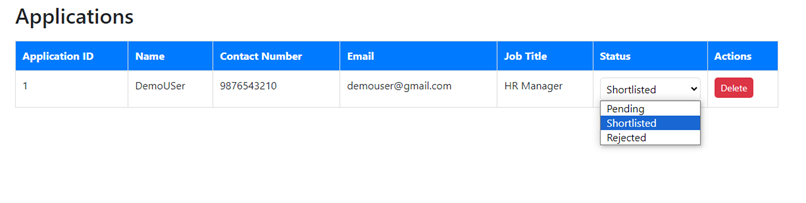 Applications
Application ID Name Contact Number Email Job Title Status Actions
1 DemoUSer 9876543210 demouser@gmail.com HR Manager Shortlisted Delete
Pending
Shortlisted
Rejected